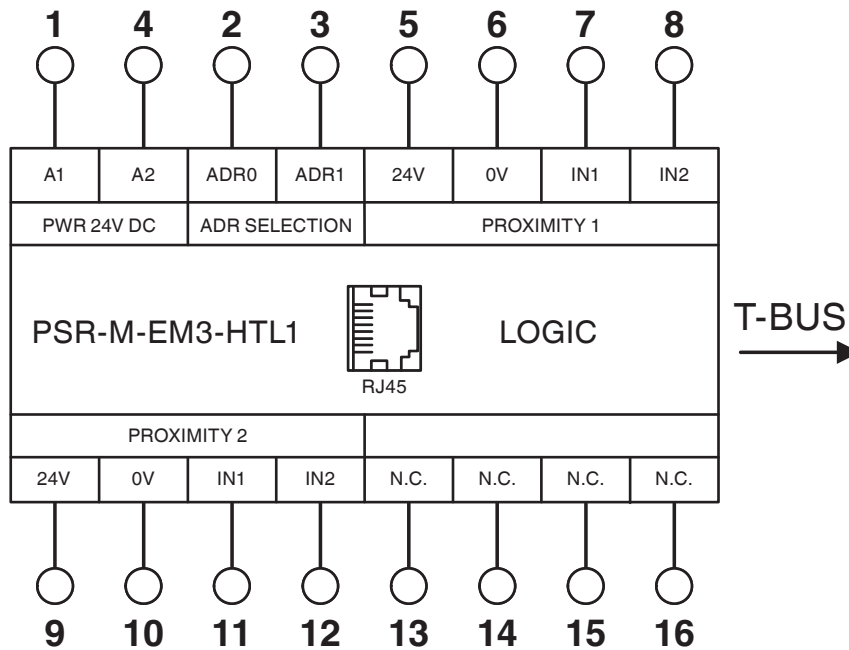 1 4 2 3 5 6 7 8
A1 A2 ADR0 ADR1 24V 0V IN1 IN2
PWR 24V DC ADR SELECTION PROXIMITY 1
PSR-M-EM3-HTL1 LOGIC T-BUS
RJ45
PROXIMITY 2
24V 0V IN1 IN2 N.C. N.C. N.C. N.C.
9 10 11 12 13 14 15 16